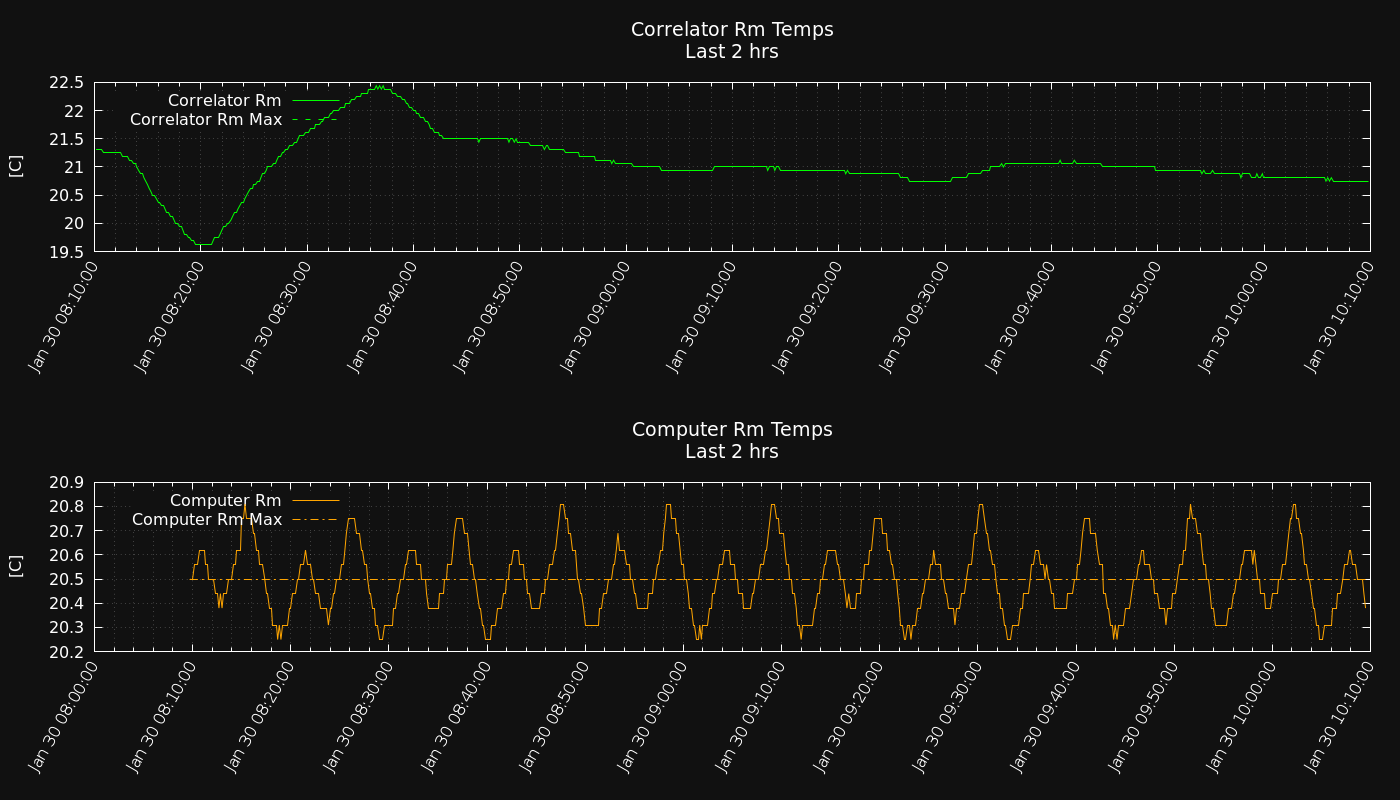 Correlator Rm Temps
Last 2 hrs
22.5
22
21.5
21
20.5
20
19.5
[C]
Correlator Rm
Correlator Rm Max
Jan 30 08:10:00
Jan 30 08:20:00
Jan 30 08:30:00
Jan 30 08:40:00
Jan 30 08:50:00
Jan 30 09:00:00
Jan 30 09:10:00
Jan 30 09:20:00
Jan 30 09:30:00
Jan 30 09:40:00
Jan 30 09:50:00
Jan 30 10:00:00
Jan 30 10:10:00
Computer Rm Temps
Last 2 hrs
20.9
20.8
20.7
20.6
20.5
20.4
20.3
20.2
[C]
Computer Rm
Computer Rm Max
Jan 30 08:00:00
Jan 30 08:10:00
Jan 30 08:20:00
Jan 30 08:30:00
Jan 30 08:40:00
Jan 30 08:50:00
Jan 30 09:00:00
Jan 30 09:10:00
Jan 30 09:20:00
Jan 30 09:30:00
Jan 30 09:40:00
Jan 30 09:50:00
Jan 30 10:00:00
Jan 30 10:10:00